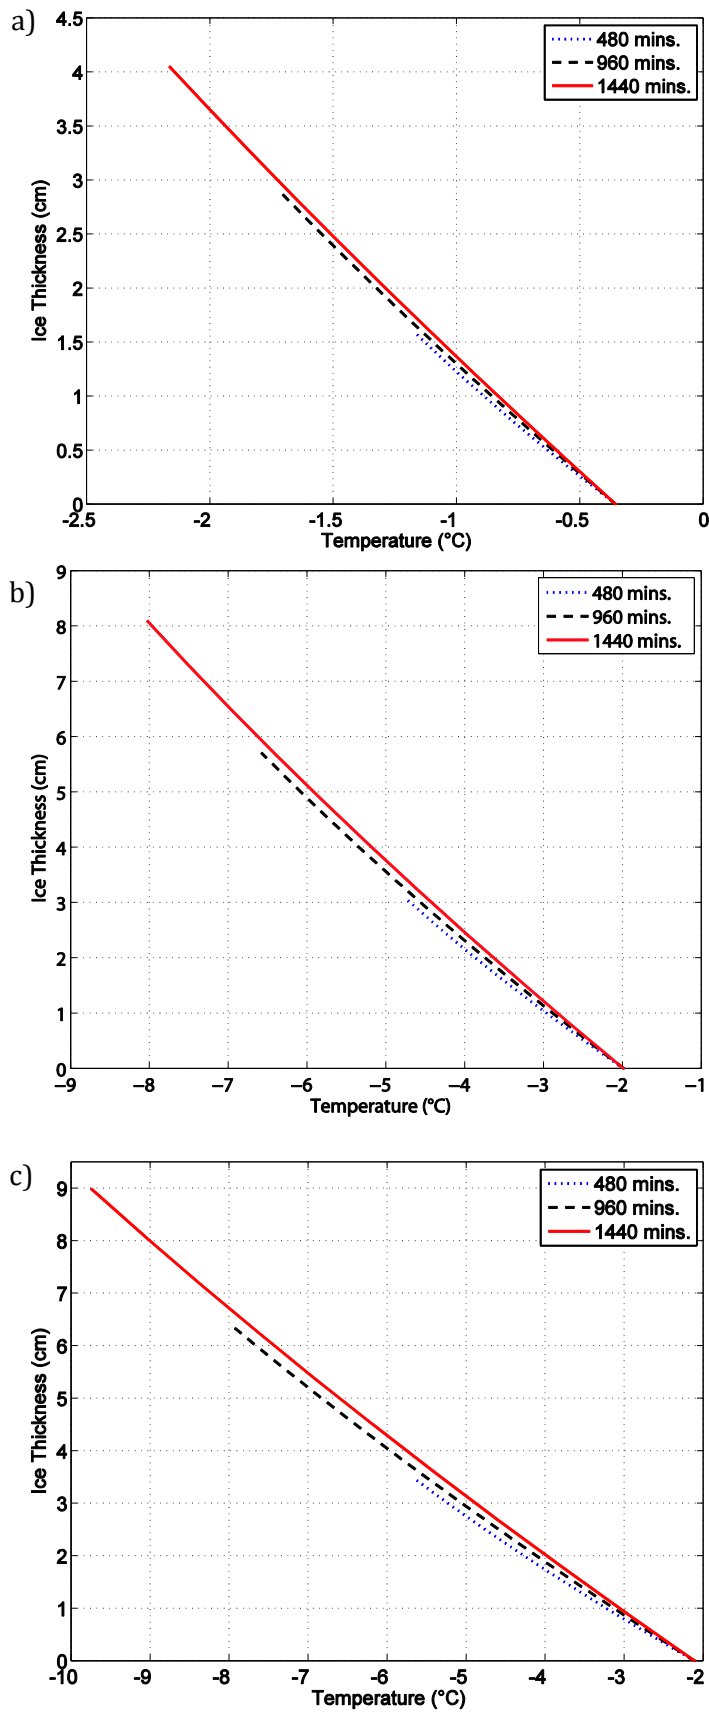 a)
4.5
4
3.5
3
2.5
2
1.5
1
0.5
0
Ice Thickness (cm)
480 mins.
960 mins.
1440 mins.
-2.5 -2 -1.5 -1 -0.5 0
Temperature (°C)
b)
9
8
7
6
5
4
3
2
1
0
Ice Thickness (cm)
480 mins.
960 mins.
1440 mins.
−9 −8 −7 −6 −5 −4 −3 −2 −1
Temperature (°C)
c)
9
8
7
6
5
4
3
2
1
0
Ice Thickness (cm)
480 mins.
960 mins.
1440 mins.
-10 -9 -8 -7 -6 -5 -4 -3 -2
Temperature (°C)